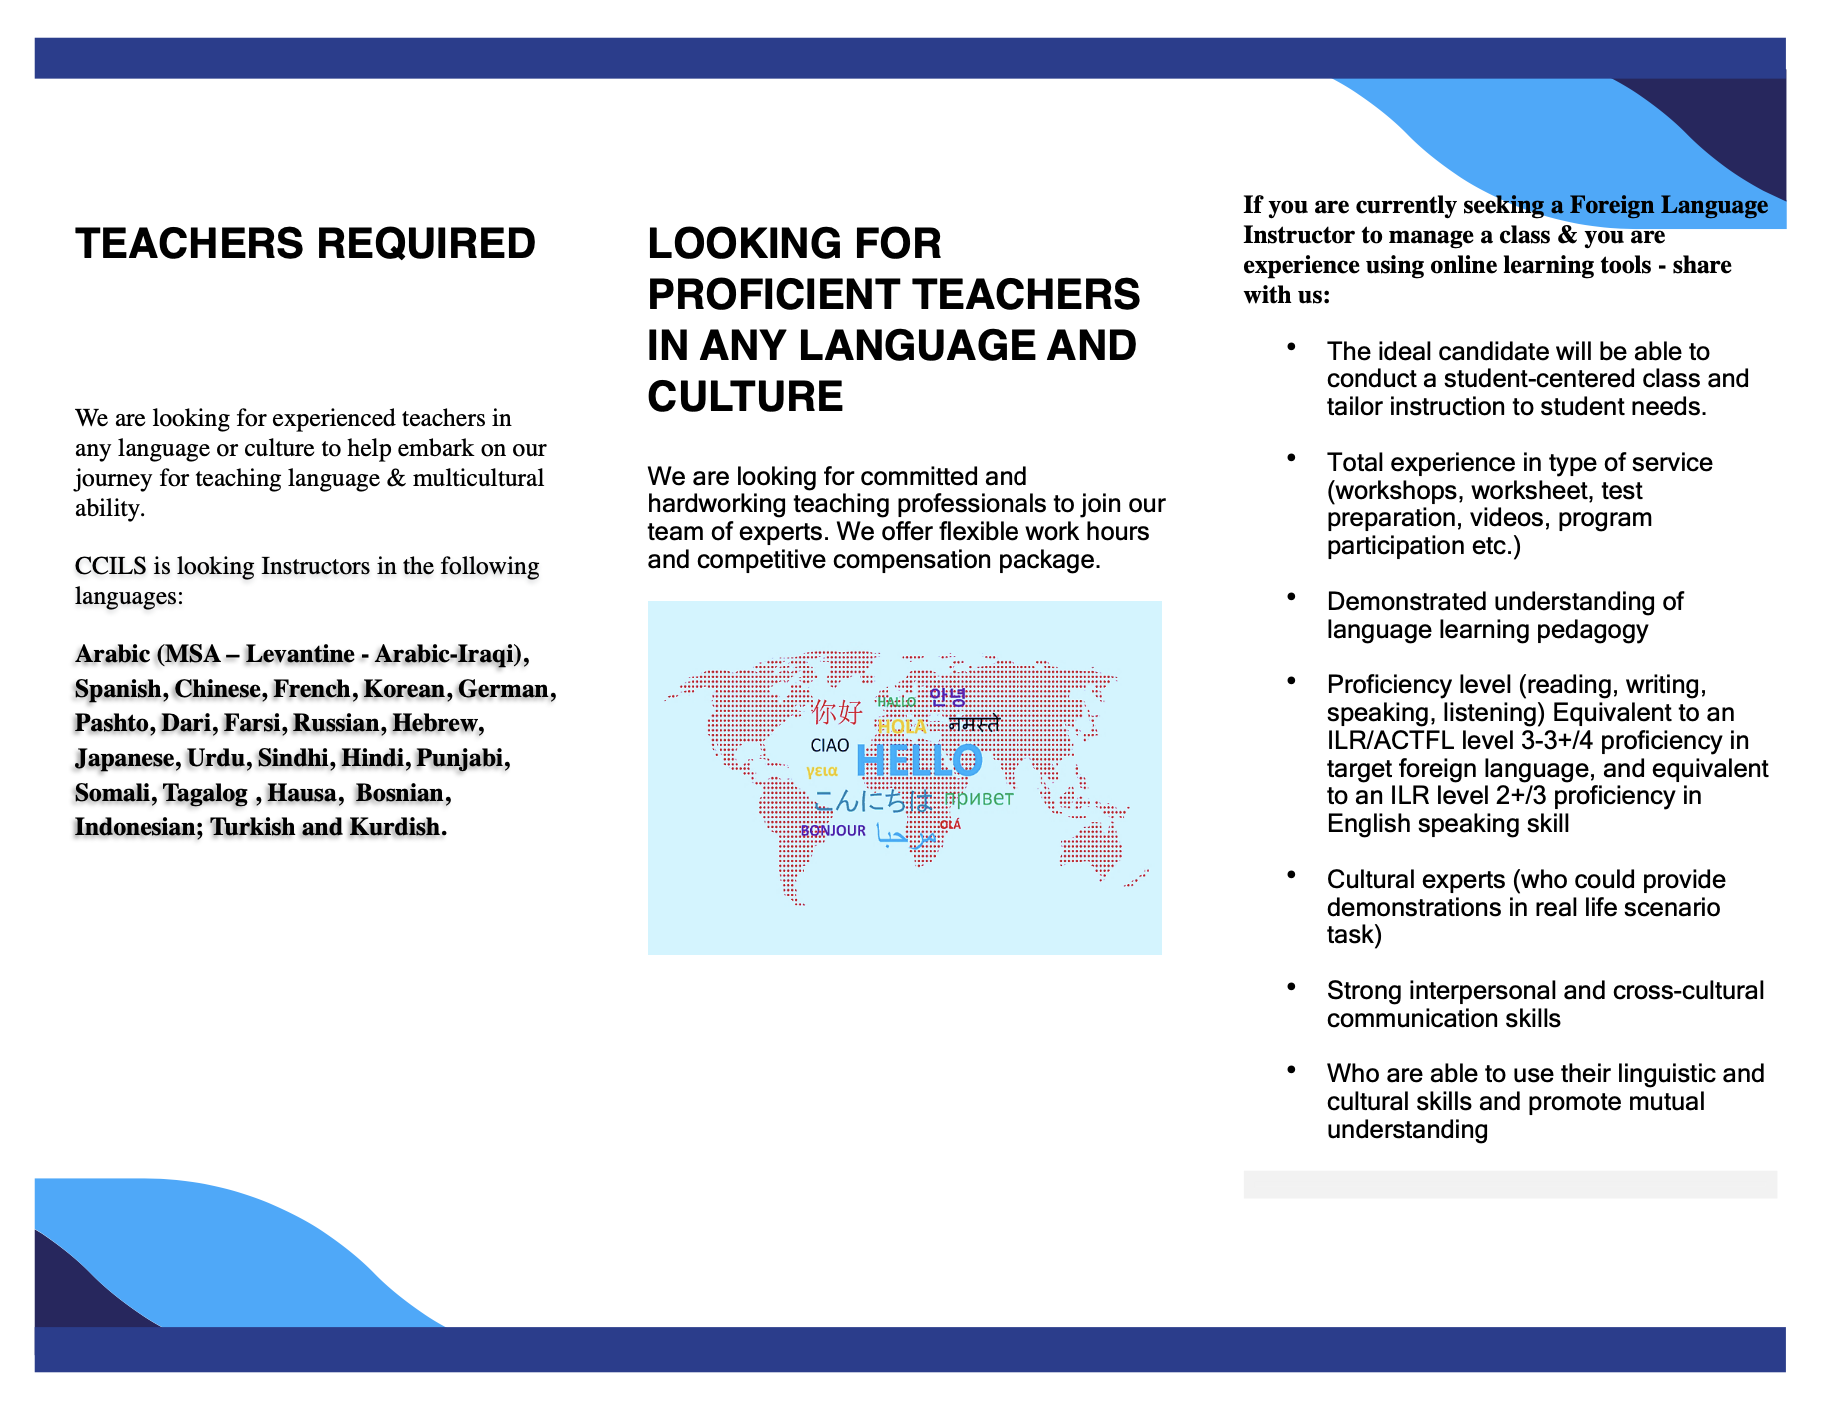 TEACHERS REQUIRED
We are looking for experienced teachers in
any language or culture to help embark on our
journey for teaching language & multicultural
ability.
CCILS is looking Instructors in the following
languages:
Arabic (MSA – Levantine - Arabic-Iraqi),
Spanish, Chinese, French, Korean, German,
Pashto, Dari, Farsi, Russian, Hebrew,
Japanese, Urdu, Sindhi, Hindi, Punjabi,
Somali, Tagalog , Hausa,  Bosnian,
Indonesian; Turkish and Kurdish.
LOOKING FOR
PROFICIENT TEACHERS
IN ANY LANGUAGE AND
CULTURE
We are looking for committed and
hardworking teaching professionals to join our
team of experts. We offer flexible work hours
and competitive compensation package.
你好
HALLO
안녕
HOLA
नमस्ते
CIAO
HELLO
γεια
こんにちは
привет
BONJOUR
مرحبا
OLÁ
If you are currently seeking a Foreign Language
Instructor to manage a class & you are
experience using online learning tools - share
with us:
• The ideal candidate will be able to
conduct a student-centered class and
tailor instruction to student needs.
• Total experience in type of service
(workshops, worksheet, test
preparation, videos, program
participation etc.)
• Demonstrated understanding of
language learning pedagogy
• Proficiency level (reading, writing,
speaking, listening) Equivalent to an
ILR/ACTFL level 3-3+/4 proficiency in
target foreign language, and equivalent
to an ILR level 2+/3 proficiency in
English speaking skill
• Cultural experts (who could provide
demonstrations in real life scenario
task)
• Strong interpersonal and cross-cultural
communication skills
• Who are able to use their linguistic and
cultural skills and promote mutual
understanding